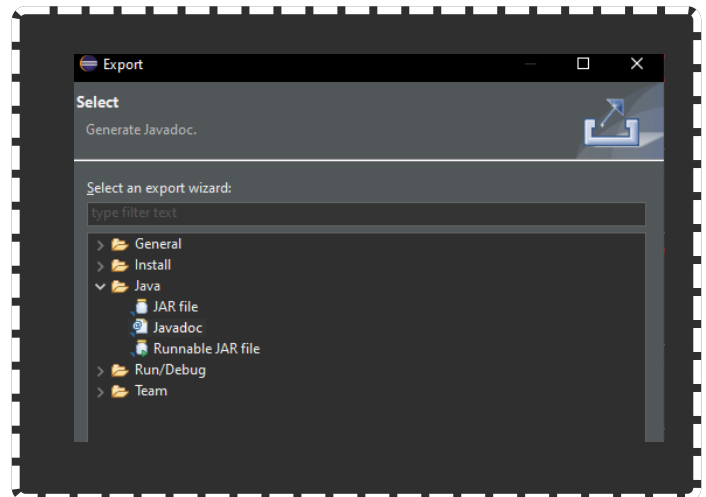 Export
Select
Generate Javadoc.
Select an export wizard:
type filter text
General
Install
Java
JAR file
Javadoc
Runnable JAR file
Run/Debug
Team